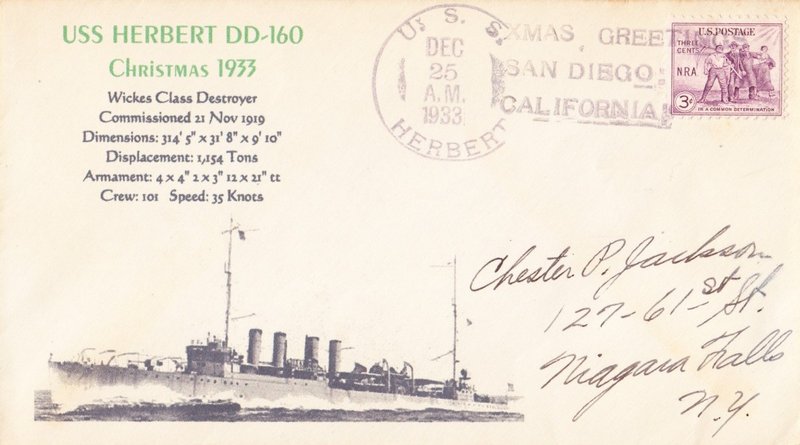 USS HERBERT DD-160
CHRISTMAS 1933
Wickes Class Destroyer
Commissioned 21 Nov 1919
Dimensions: 314' 5" x 31' 8" x 9' 10"
Displacement: 1,154 Tons
Armament: 4 x 4" 2 x 3" 12 x 21" tt
Crew: 101 Speed: 35 Knots
U. S. S.
DEC
25
A.M.
1933
HERBERT
XMAS GREETINGS
SAN DIEGO
CALIFORNIA
U.S. POSTAGE
THREE CENTS
NRA
3¢
IN A COMMON DETERMINATION
Chester P. Jackson
127-61st St.
Niagara Falls
N.Y.